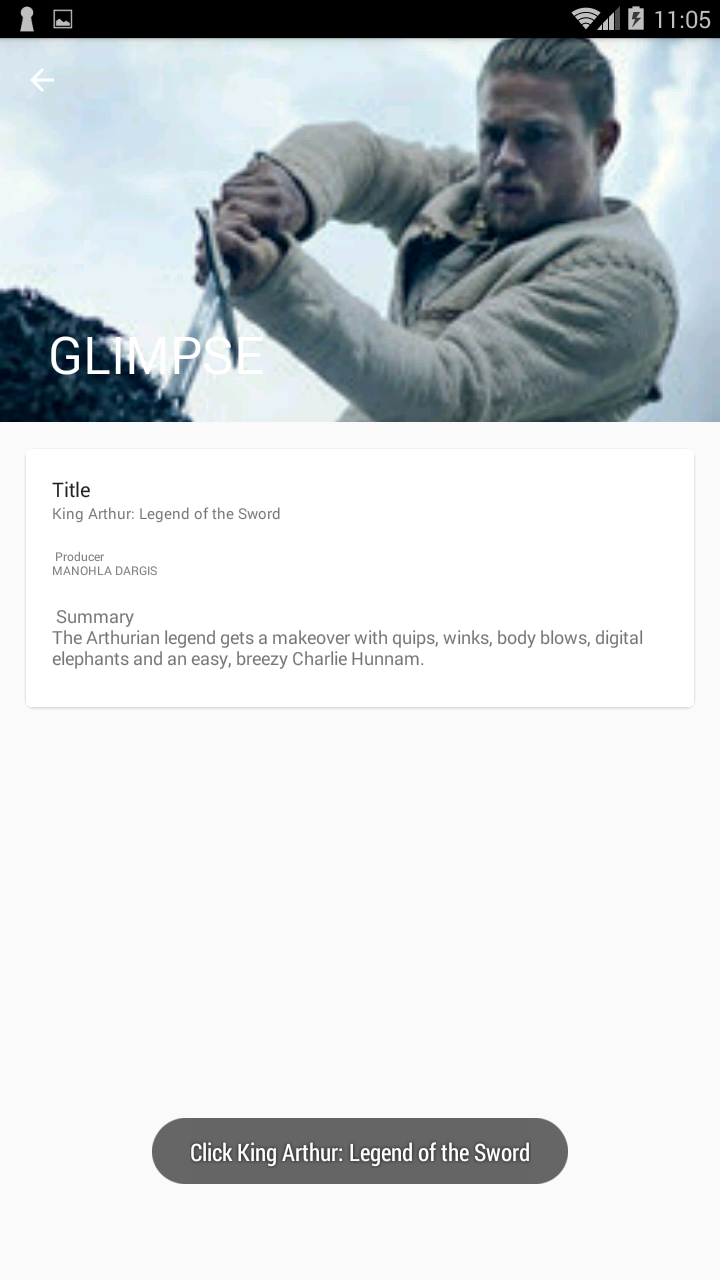 11:05
GLIMPSE
Title
King Arthur: Legend of the Sword
Producer
MANOHLA DARGIS
Summary
The Arthurian legend gets a makeover with quips, winks, body blows, digital
elephants and an easy, breezy Charlie Hunnam.
Click King Arthur: Legend of the Sword